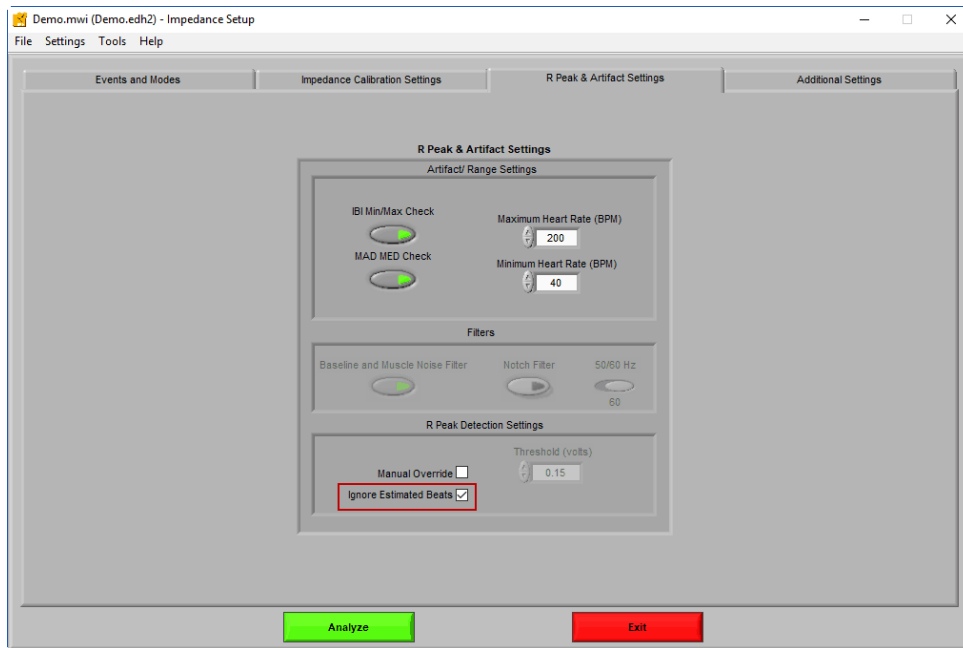 Demo.mwi (Demo.edh2) - Impedance Setup
File Settings Tools Help
Events and Modes Impedance Calibration Settings R Peak & Artifact Settings Additional Settings
R Peak & Artifact Settings
Artifact/ Range Settings
IBI Min/Max Check
Maximum Heart Rate (BPM)
200
MAD MED Check
Minimum Heart Rate (BPM)
40
Filters
Baseline and Muscle Noise Filter Notch Filter 50/60 Hz
60
R Peak Detection Settings
Threshold (volts)
Manual Override 0.15
Ignore Estimated Beats
Analyze Exit